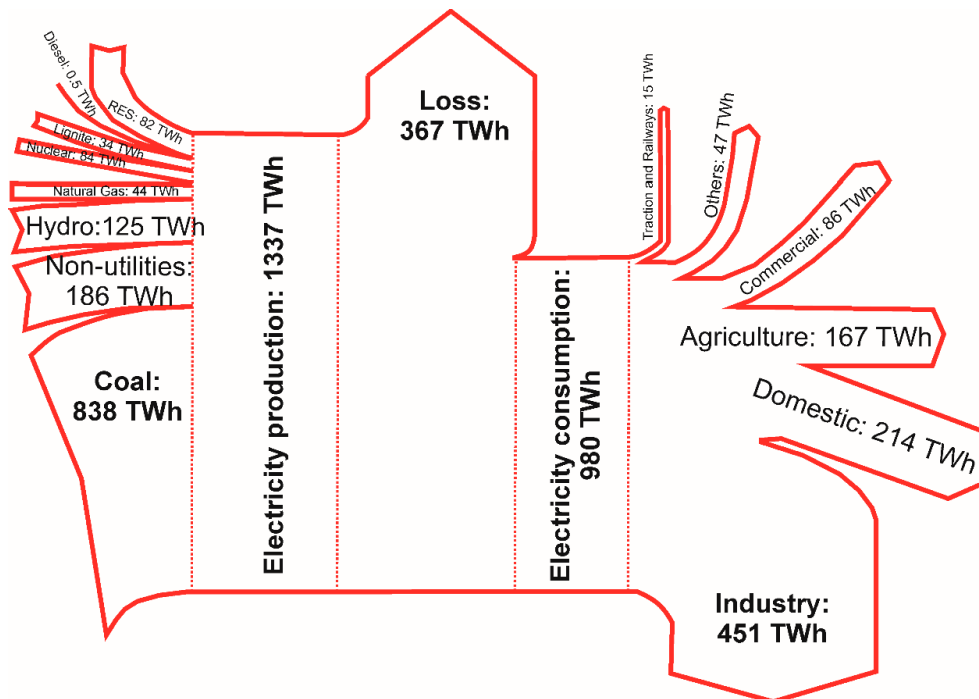 Diesel: 0.5 TWh
RES: 82 TWh
Lignite: 34 TWh
Nuclear: 84 TWh
Natural Gas: 44 TWh
Hydro:125 TWh
Non-utilities:
186 TWh
Coal:
838 TWh
Electricity production: 1337 TWh
Loss:
367 TWh
Electricity consumption:
980 TWh
Traction and Railways: 15 TWh
Others: 47 TWh
Commercial: 86 TWh
Agriculture: 167 TWh
Domestic: 214 TWh
Industry:
451 TWh